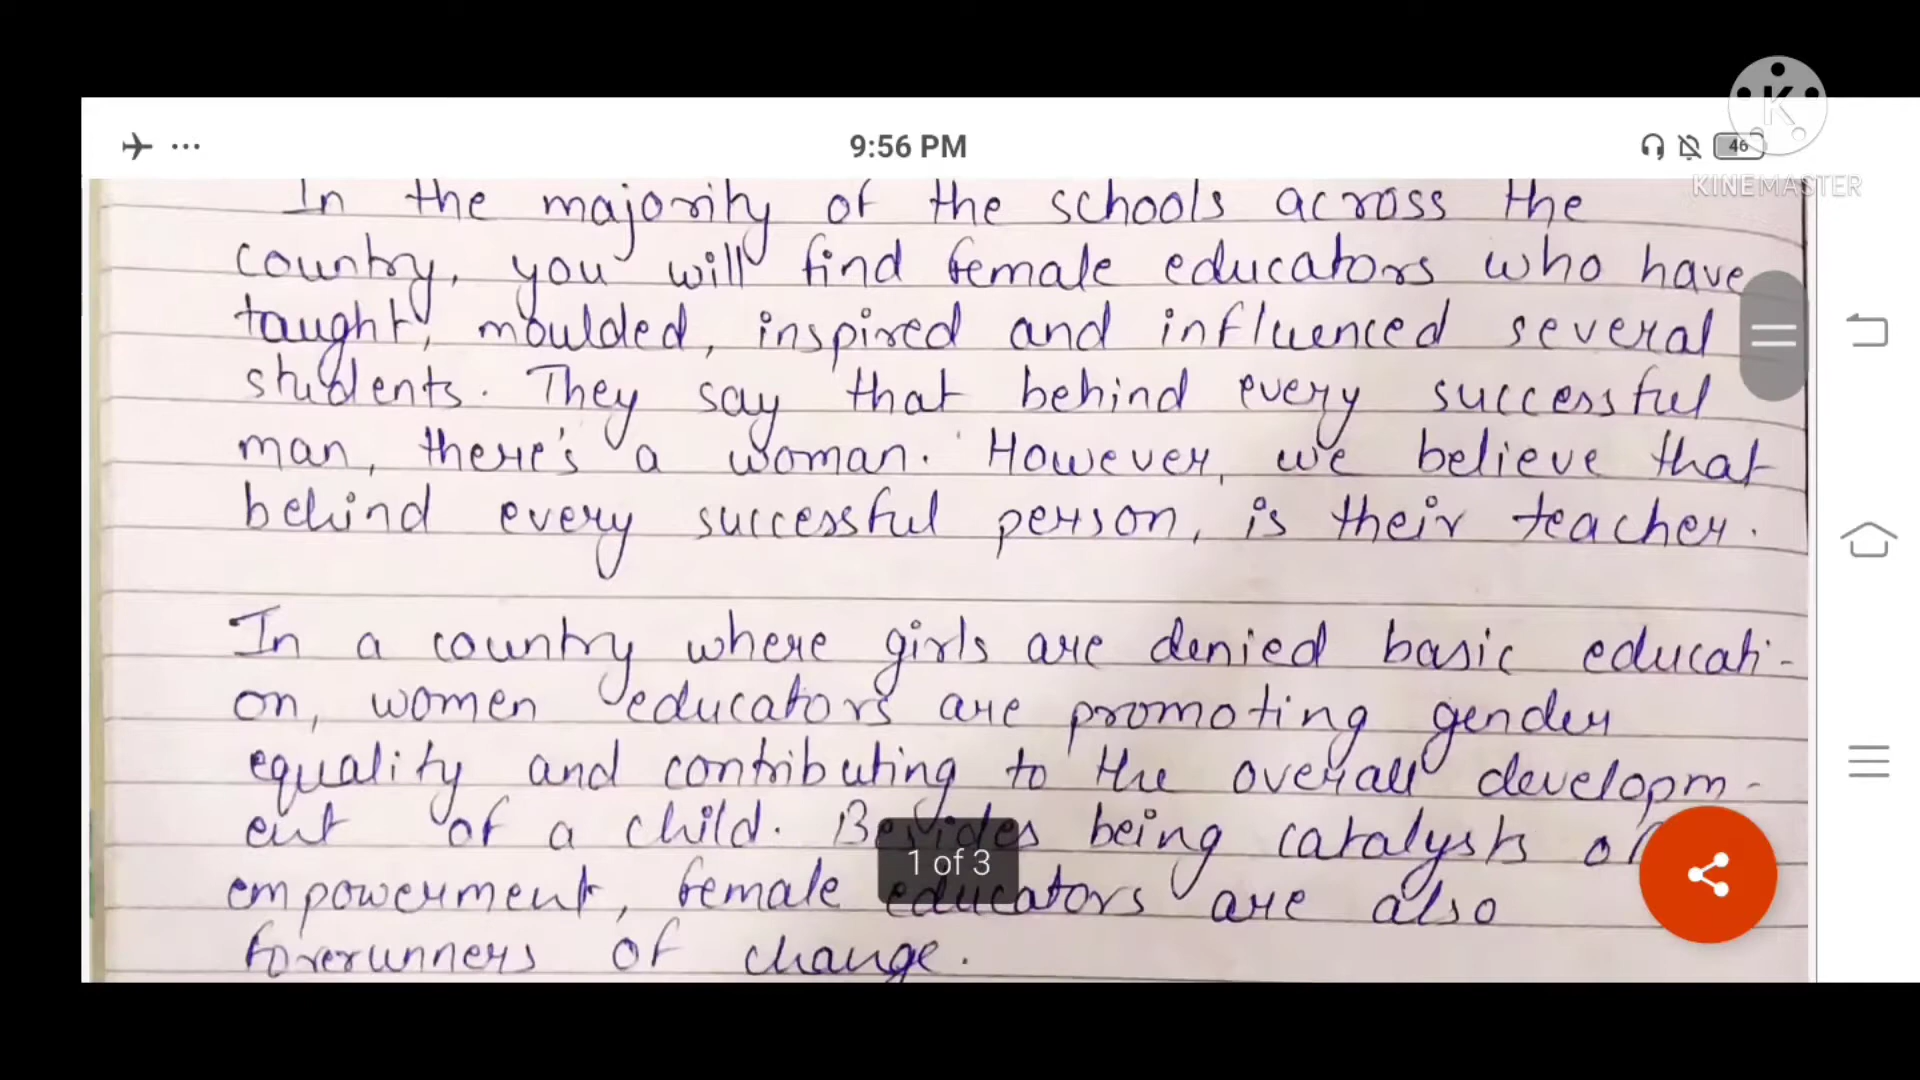 9:56 PM
46
KINEMASTER
In the majority of the schools across the
country, you will find female educators who have
taught, moulded, inspired and influenced several
students. They say that behind every successful
man, there's a woman. However, we believe that
behind every successful person, is their teacher.
In a country where girls are denied basic educati-
on, women educators are promoting gender
equality and contributing to the overall developm-
ent of a child. Besides being catalysts of
1 of 3
empowerment, female educators are also
forerunners of change.